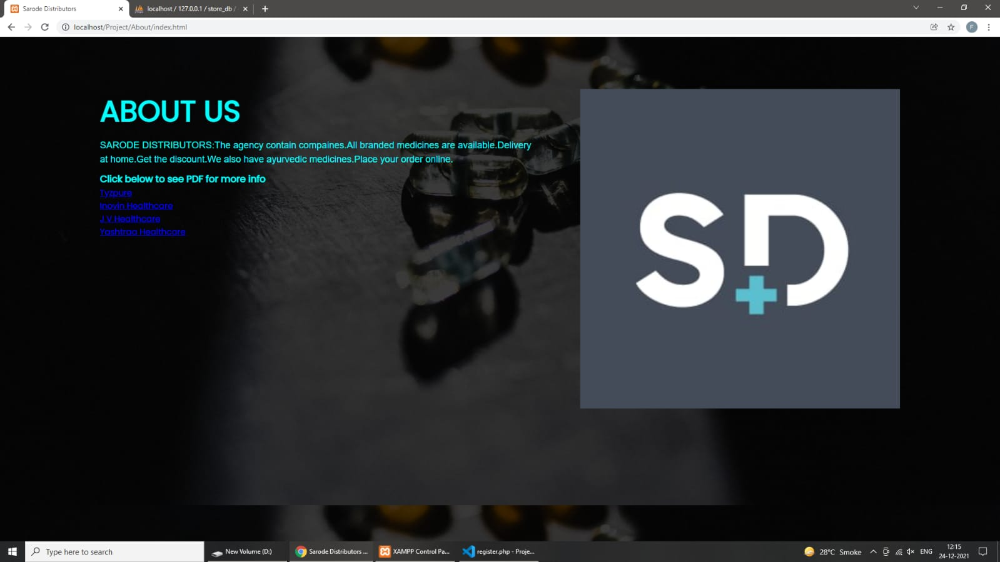 Sarode Distributors
localhost / 127.0.0.1 / store_db /
localhost/Project/About/index.html
F
ABOUT US
SARODE DISTRIBUTORS:The agency contain compaines.All branded medicines are available.Delivery
at home.Get the discount.We also have ayurvedic medicines.Place your order online.
Click below to see PDF for more info
Tyzpure
Inovin Healthcare
J V Healthcare
Yashtraa Healthcare
SD
Type here to search
New Volume (D:)
Sarode Distributors ...
XAMPP Control Pa...
register.php - Proje...
28°C Smoke
ENG
12:15
24-12-2021